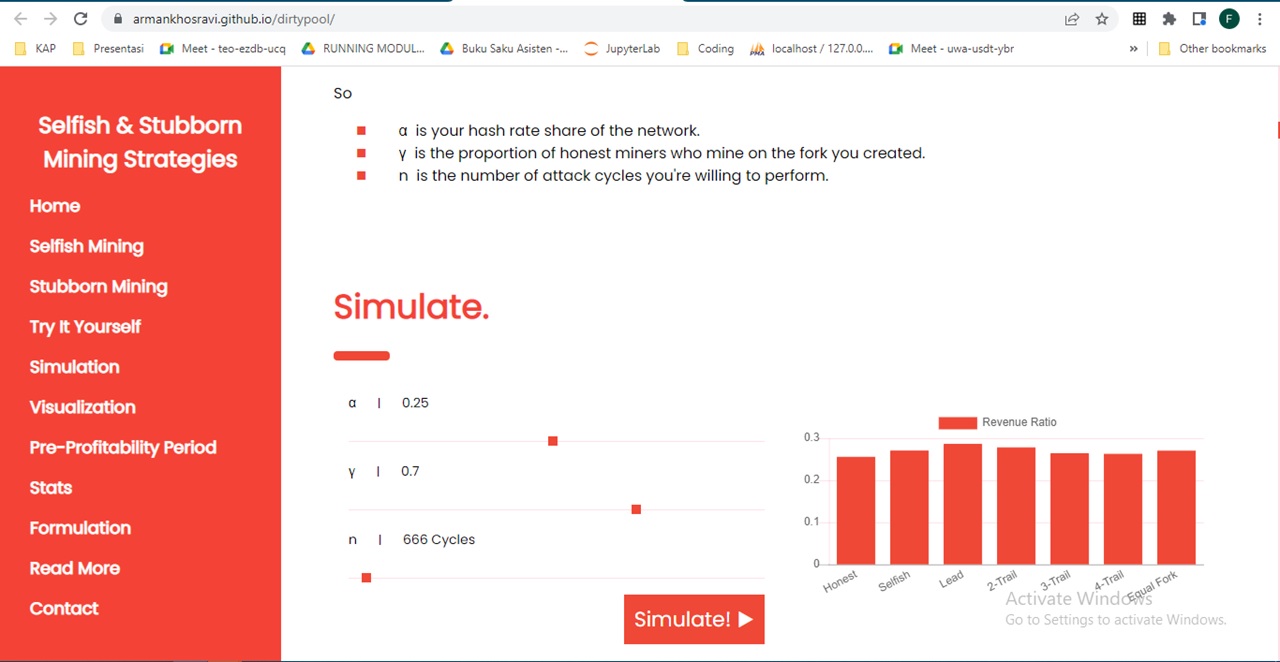 armankhosravi.github.io/dirtypool/
F
KAP
Presentasi
Meet - teo-ezdb-ucq
RUNNING MODUL...
Buku Saku Asisten -...
JupyterLab
Coding
localhost / 127.0.0....
Meet - uwa-usdt-ybr
»
Other bookmarks
Selfish & Stubborn
Mining Strategies
Home
Selfish Mining
Stubborn Mining
Try It Yourself
Simulation
Visualization
Pre-Profitability Period
Stats
Formulation
Read More
Contact
So
α is your hash rate share of the network.
γ is the proportion of honest miners who mine on the fork you created.
n is the number of attack cycles you're willing to perform.
Simulate.
α | 0.25
γ | 0.7
n | 666 Cycles
Simulate!
Revenue Ratio
0.3
0.2
0.1
0
Honest
Selfish
Lead
2-Trail
3-Trail
4-Trail
Equal Fork
Activate Windows
Go to Settings to activate Windows.